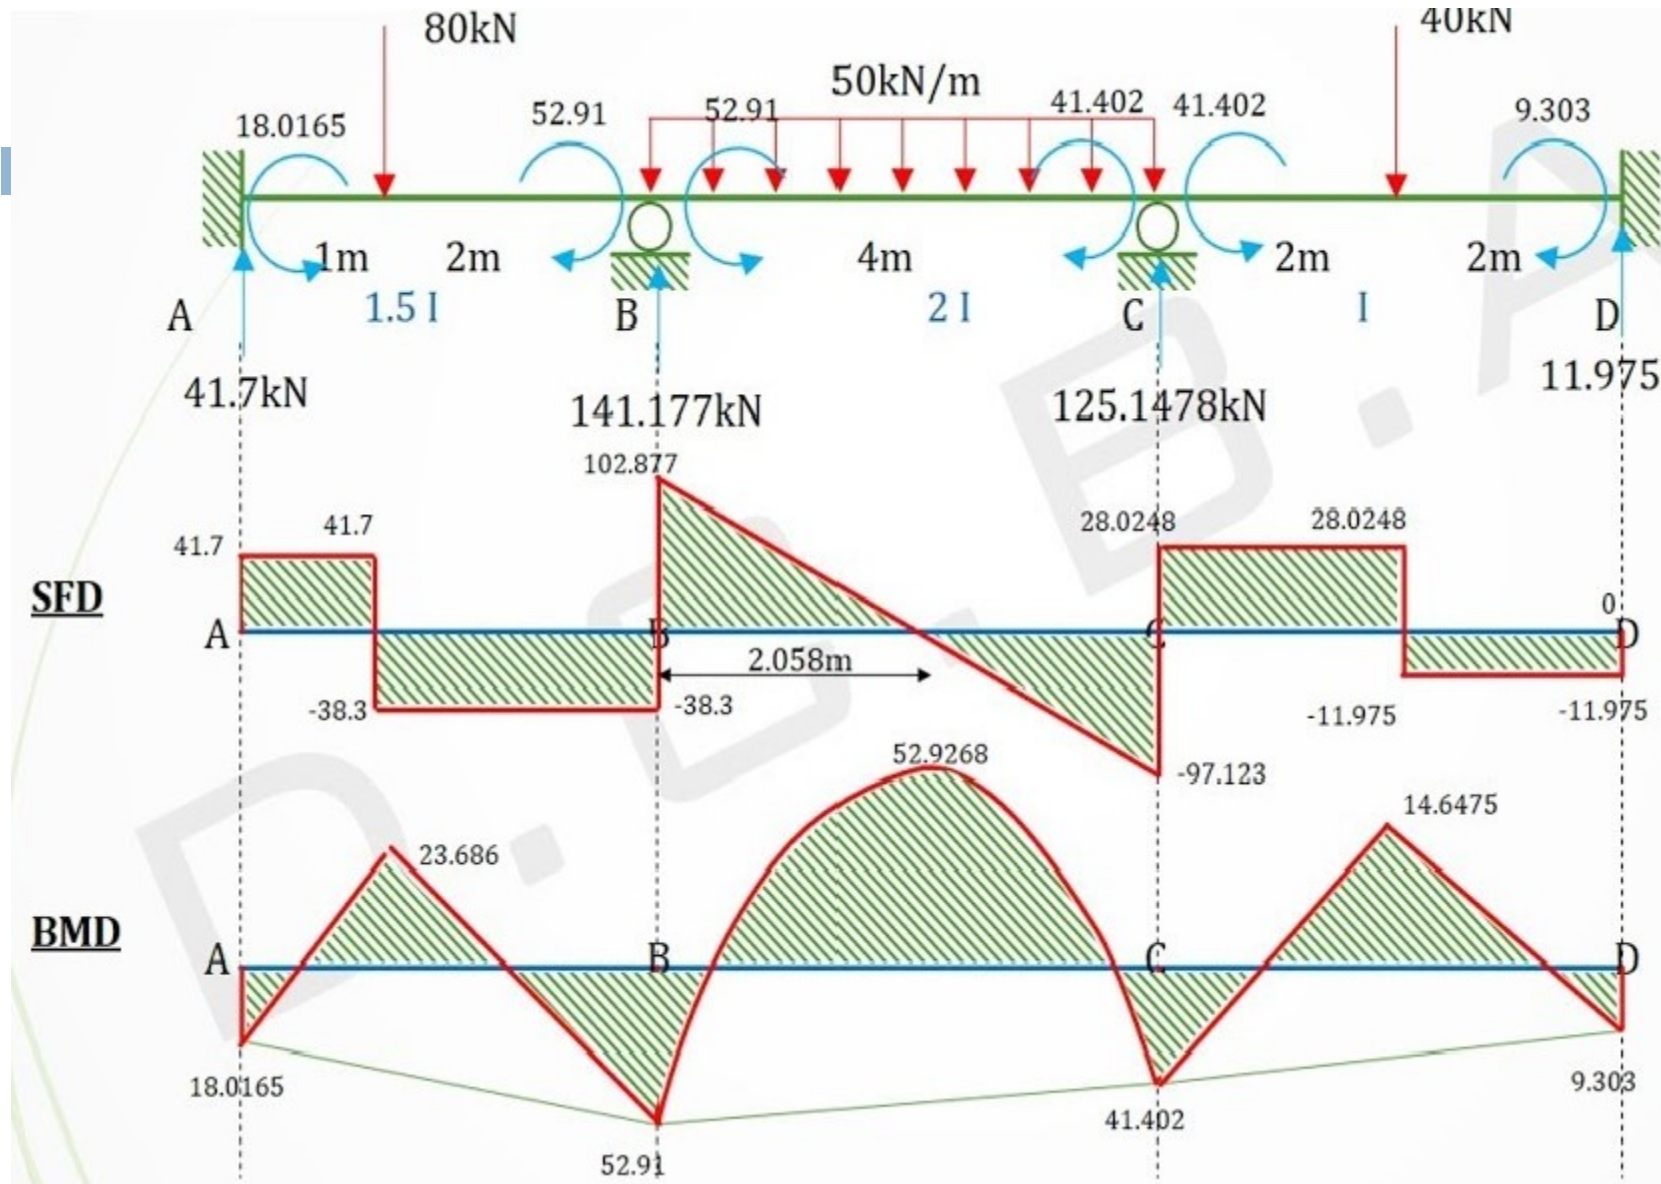 80kN
40kN
50kN/m
18.0165
52.91
52.91
41.402
41.402
9.303
1m
2m
4m
2m
2m
A
1.5 I
B
2 I
C
I
D
41.7kN
141.177kN
125.1478kN
11.975
102.877
41.7
41.7
28.0248
28.0248
SFD
0
A
B
C
D
2.058m
-38.3
-38.3
-11.975
-11.975
-97.123
52.9268
23.686
14.6475
BMD
A
B
C
D
18.0165
52.91
41.402
9.303
D.C.B.A